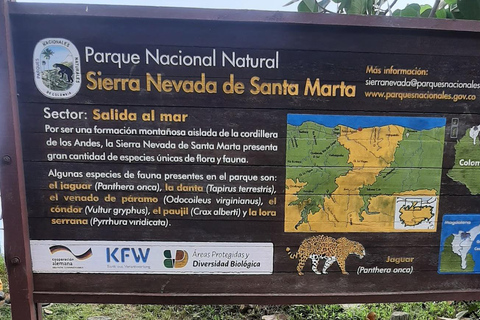 Parque Nacional Natural
Sierra Nevada de Santa Marta
Más información:
sierranevada@parquesnacionales
www.parquesnacionales.gov.co
Sector: Salida al mar
Por ser una formación montañosa aislada de la cordillera
de los Andes, la Sierra Nevada de Santa Marta presenta
gran cantidad de especies únicas de flora y fauna.
Algunas especies de fauna presentes en el parque son:
el jaguar (Panthera onca), la danta (Tapirus terrestris),
el venado de páramo (Odocoileus virginianus), el
cóndor (Vultur gryphus), el paujil (Crax alberti) y la lora
serrana (Pyrrhura viridicata).
cooperación
alemana
KFW
Áreas Protegidas y
Diversidad Biológica
Jaguar
(Panthera onca)